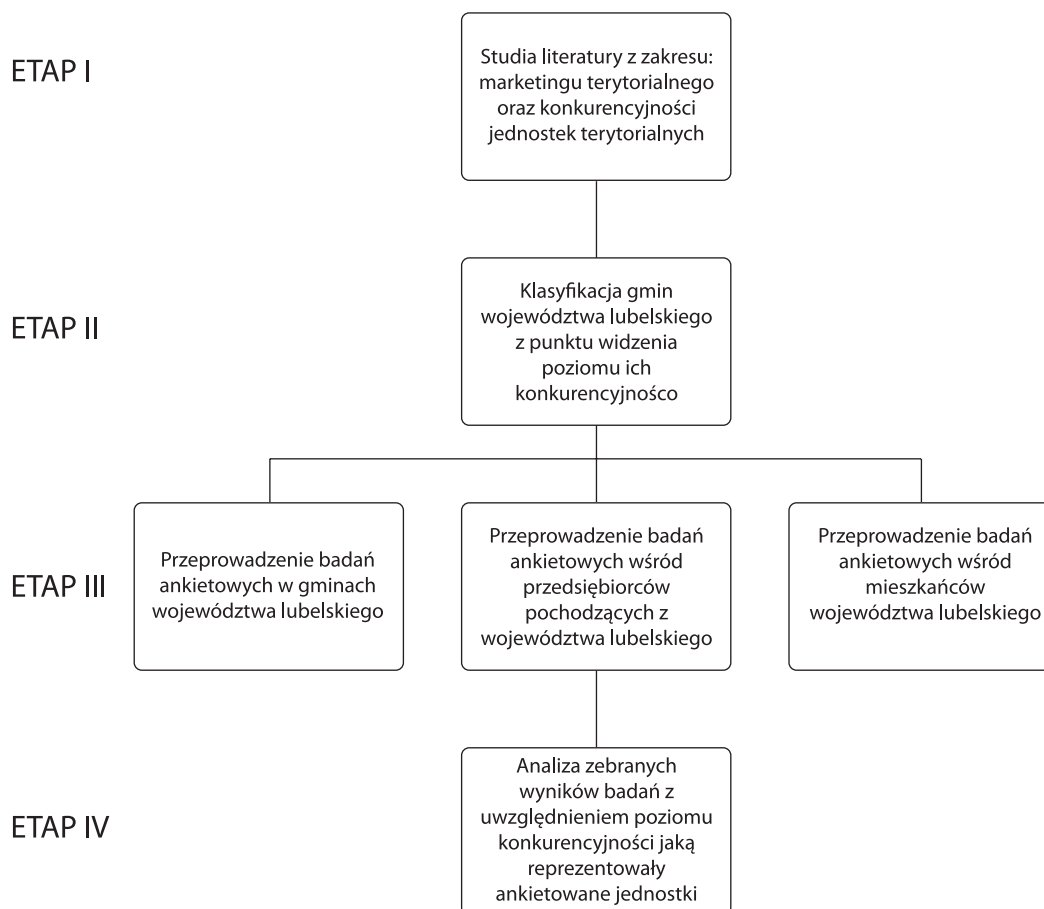 ETAP I
Studia literatury z zakresu:
marketingu terytorialnego
oraz konkurencyjności
jednostek terytorialnych
ETAP II
Klasyfikacja gmin
województwa lubelskiego
z punktu widzenia
poziomu ich
konkurencyjnośco
ETAP III
Przeprowadzenie badań
ankietowych w gminach
województwa lubelskiego
Przeprowadzenie badań
ankietowych wśród
przedsiębiorców
pochodzących z
województwa lubelskiego
Przeprowadzenie badań
ankietowych wśród
mieszkańców
województwa lubelskiego
ETAP IV
Analiza zebranych
wyników badań z
uwzględnieniem poziomu
konkurencyjności jaką
reprezentowały
ankietowane jednostki